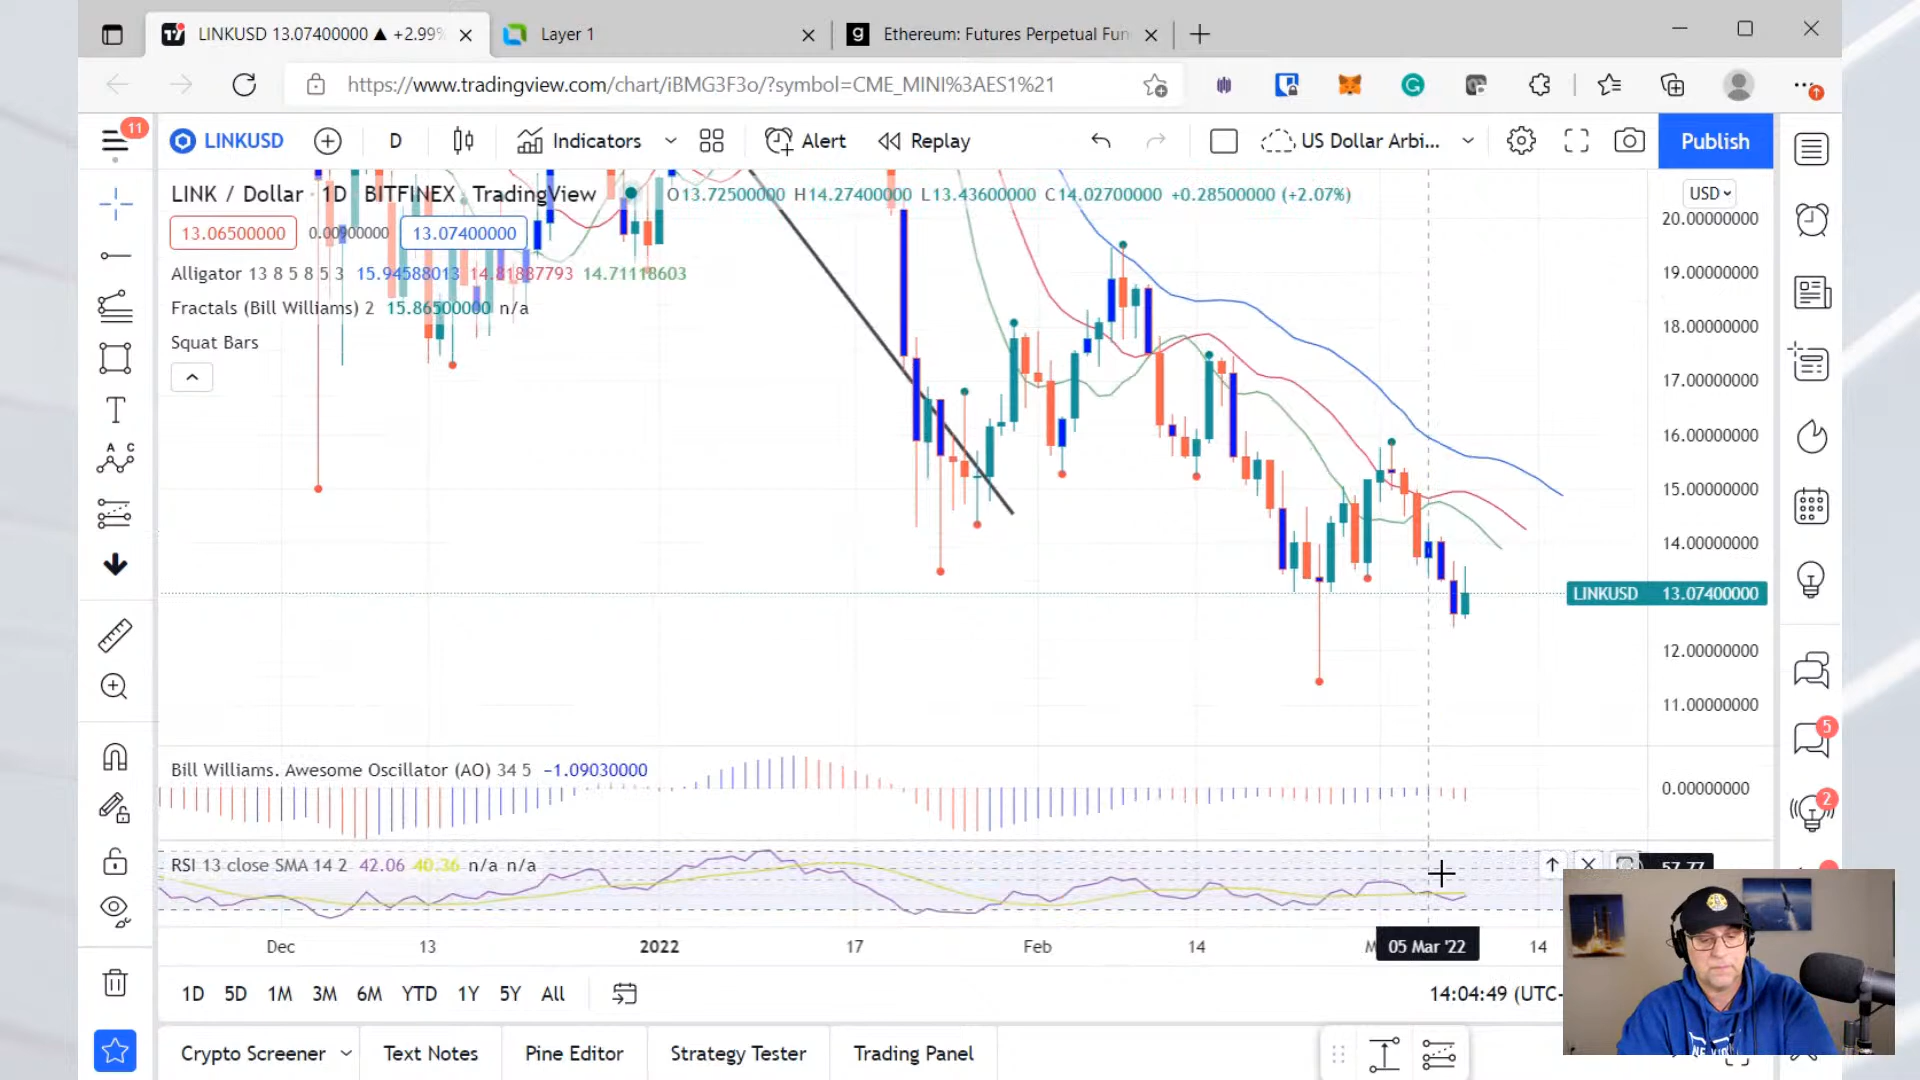 LINKUSD 13.07400000 ▲ +2.99%
Layer 1
Ethereum: Futures Perpetual Fun
https://www.tradingview.com/chart/iBMG3F3o/?symbol=CME_MINI%3AES1%21
11
LINKUSD
D
Indicators
Alert
Replay
US Dollar Arbi...
Publish
LINK / Dollar · 1D · BITFINEX · TradingView
O13.72500000 H14.27400000 L13.43600000 C14.02700000 +0.28500000 (+2.07%)
USD
13.06500000 0.00900000 13.07400000
Alligator 13 8 5 8 5 3 15.94588013 14.81887793 14.71118603
Fractals (Bill Williams) 2 15.86500000 n/a
Squat Bars
20.00000000
19.00000000
18.00000000
17.00000000
16.00000000
15.00000000
14.00000000
LINKUSD 13.07400000
12.00000000
11.00000000
5
2
Bill Williams. Awesome Oscillator (AO) 34 5 −1.09030000
0.00000000
RSI 13 close SMA 14 2 42.06 40.36 n/a n/a
57.77
Dec 13 2022 17 Feb 14 M 05 Mar '22 14
1D 5D 1M 3M 6M YTD 1Y 5Y All
14:04:49 (UTC-
Crypto Screener Text Notes Pine Editor Strategy Tester Trading Panel